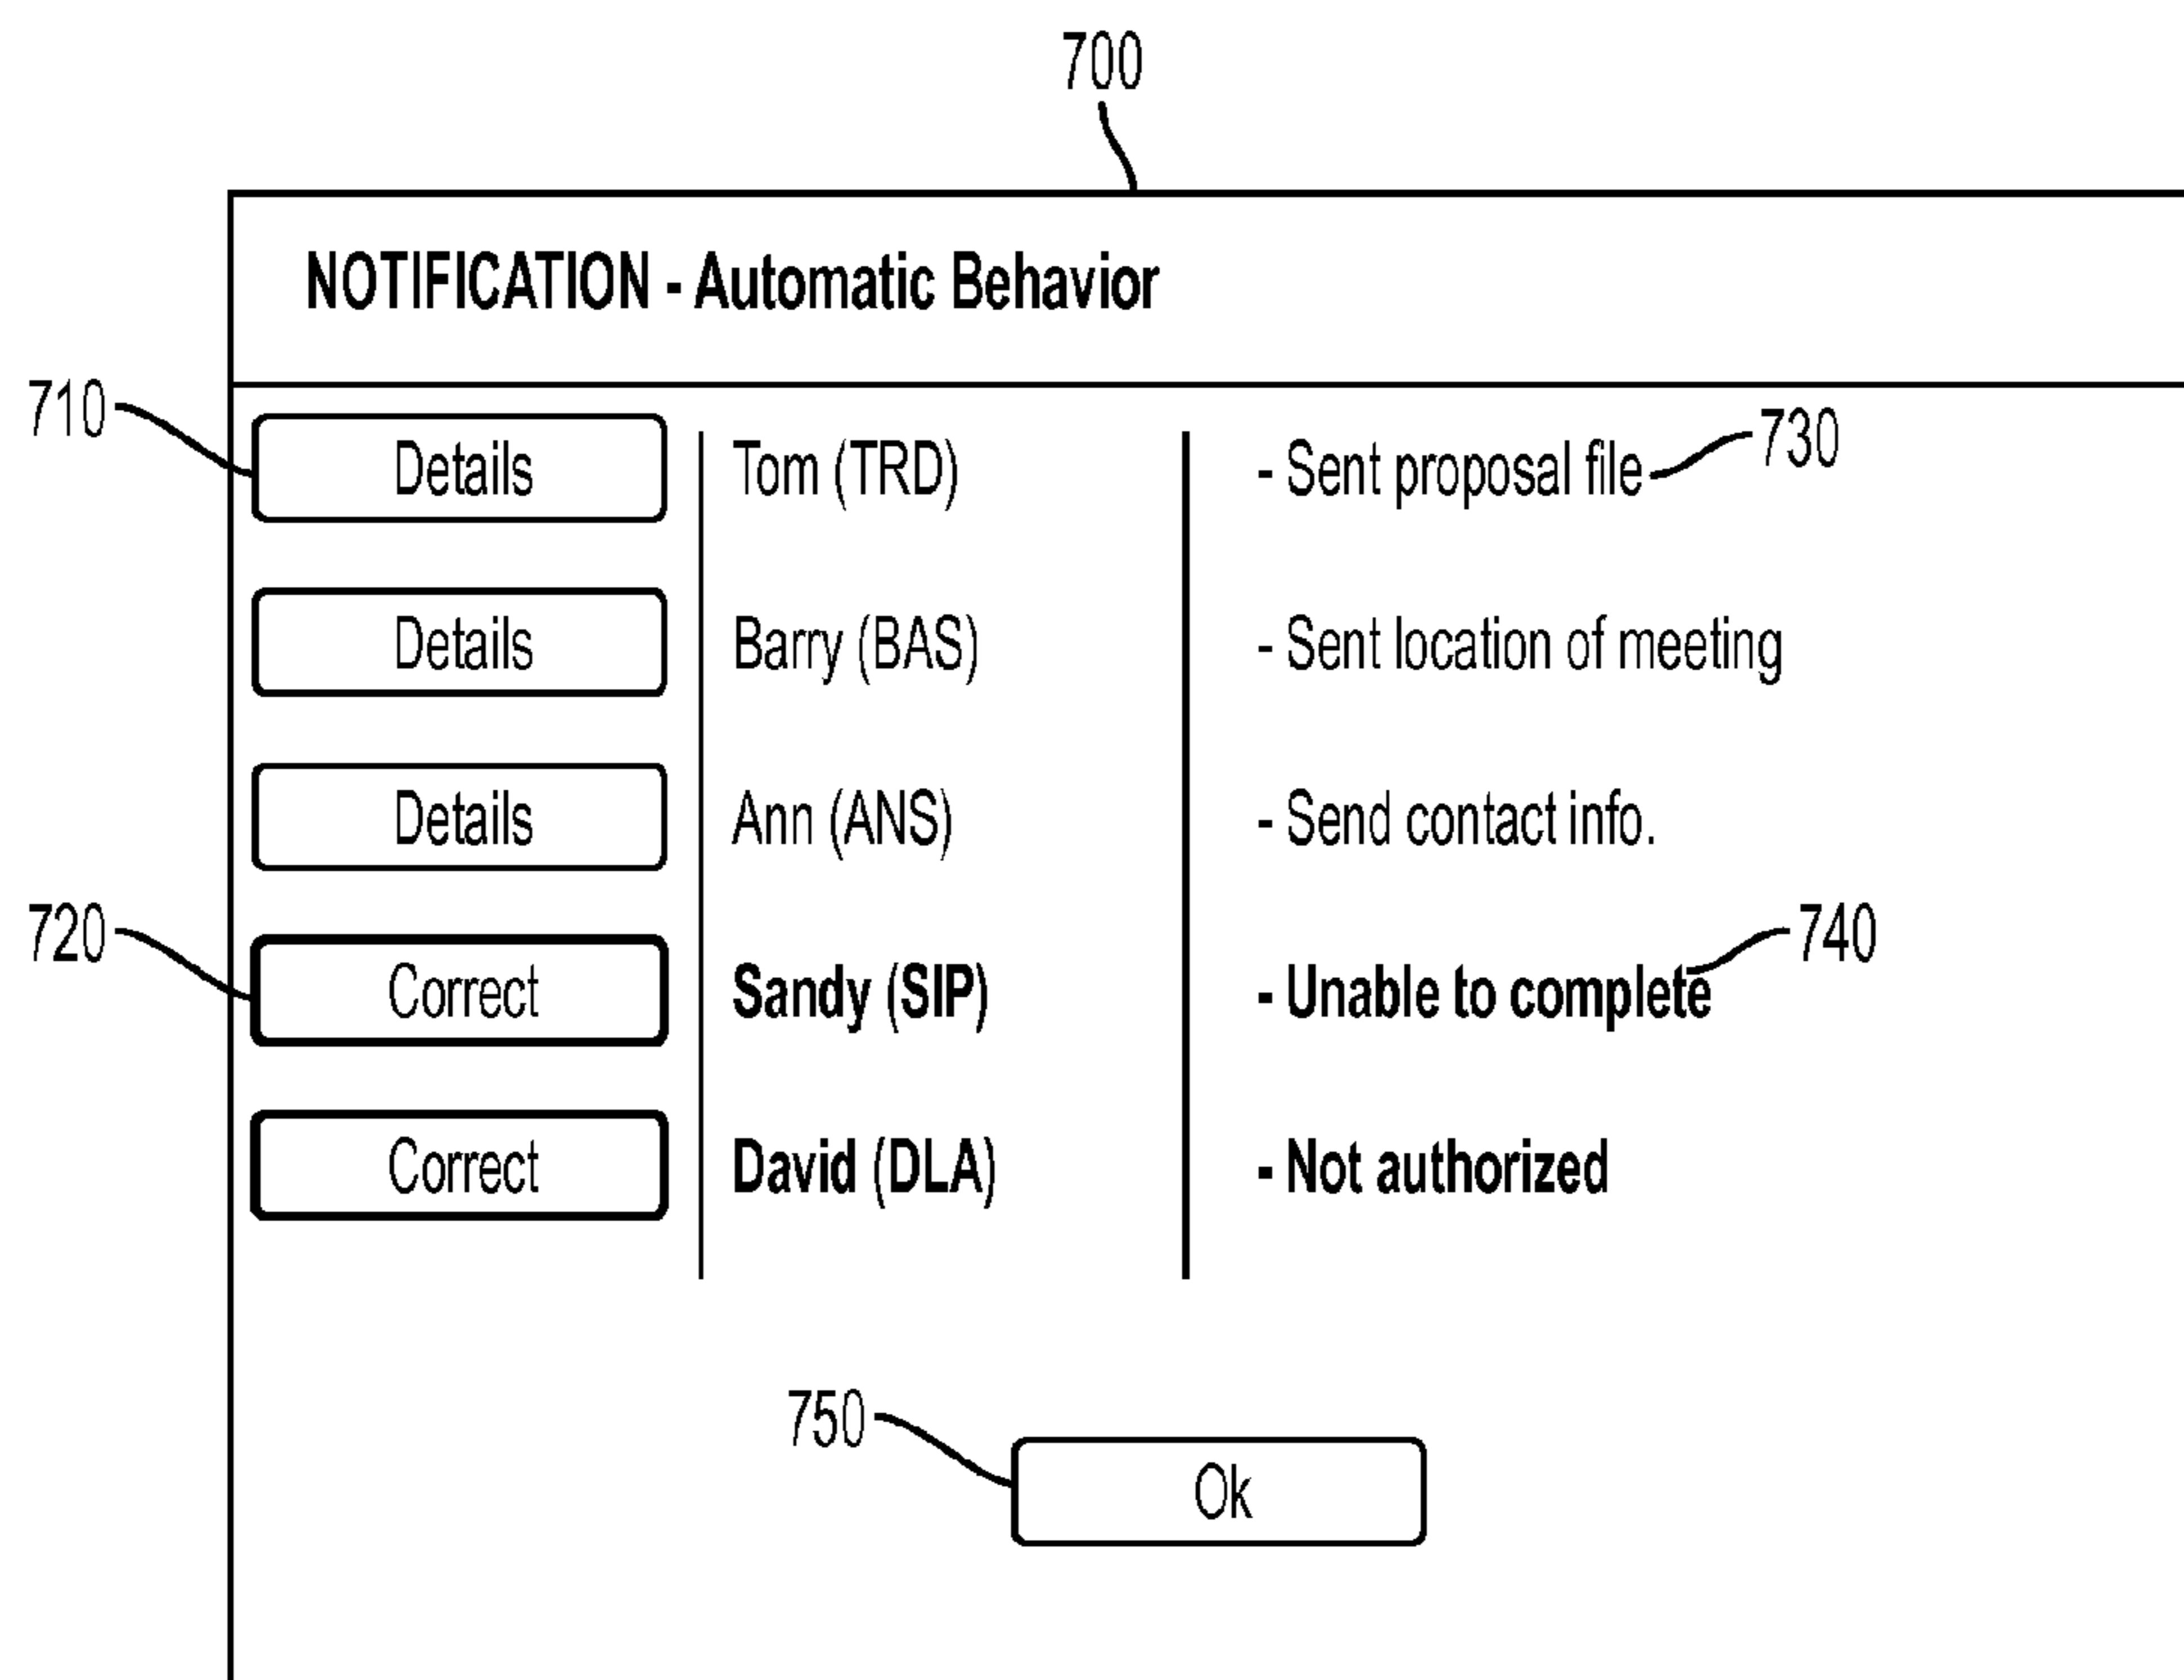 700
NOTIFICATION - Automatic Behavior
710 Details Tom (TRD) - Sent proposal file 730
Details Barry (BAS) - Sent location of meeting
Details Ann (ANS) - Send contact info.
720 Correct Sandy (SIP) - Unable to complete 740
Correct David (DLA) - Not authorized
750 Ok